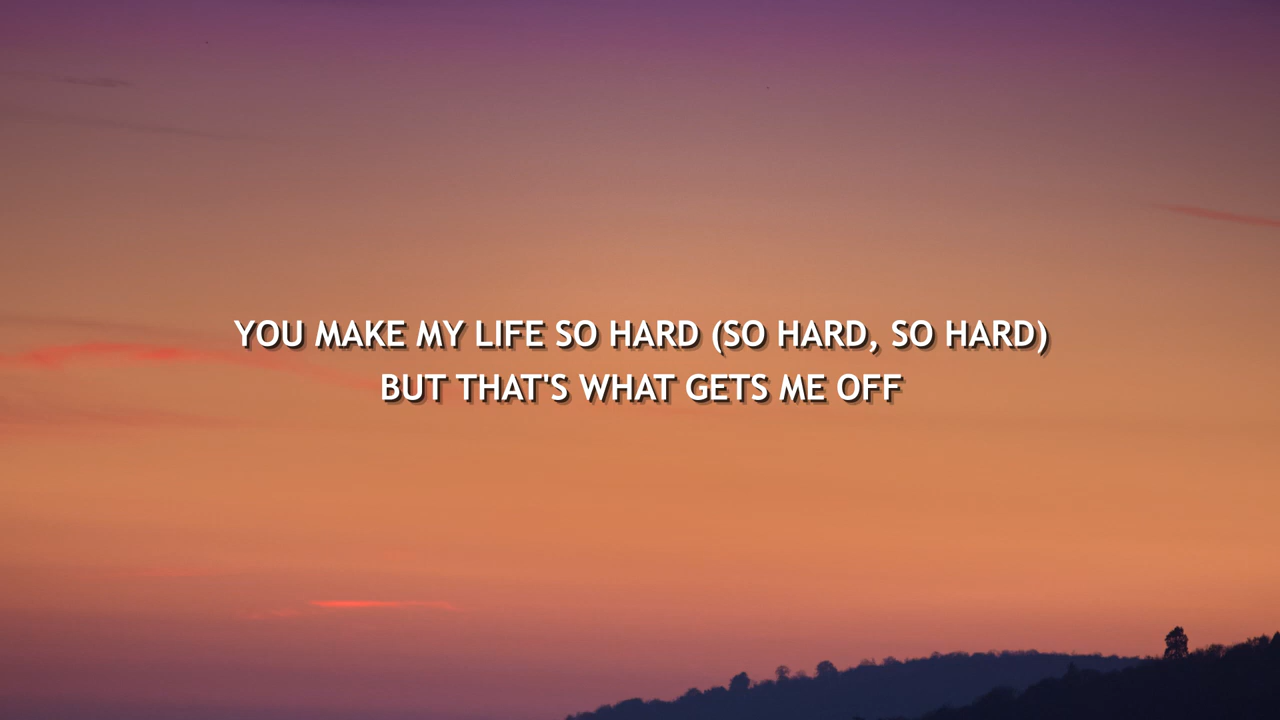 YOU MAKE MY LIFE SO HARD (SO HARD, SO HARD)
BUT THAT'S WHAT GETS ME OFF